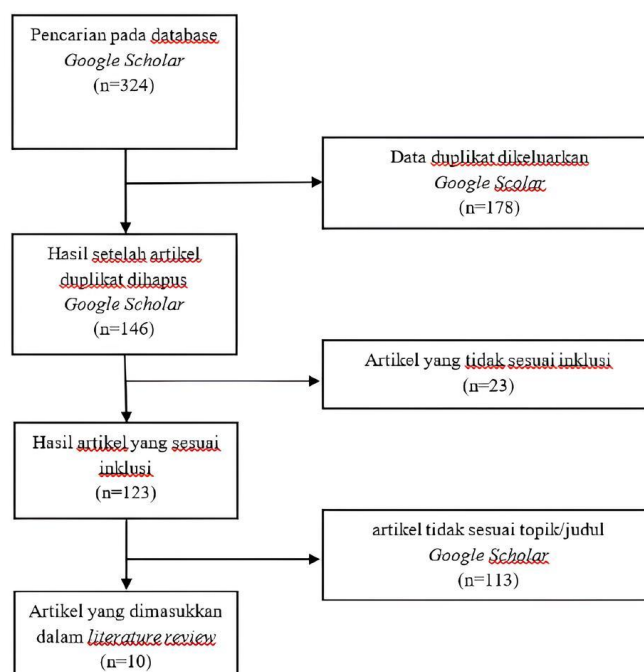 Pencarian pada database
Google Scholar
(n=324)
Data duplikat dikeluarkan
Google Scolar
(n=178)
Hasil setelah artikel
duplikat dihapus
Google Scholar
(n=146)
Artikel yang tidak sesuai inklusi
(n=23)
Hasil artikel yang sesuai
inklusi
(n=123)
artikel tidak sesuai topik/judul
Google Scholar
(n=113)
Artikel yang dimasukkan
dalam literature review
(n=10)